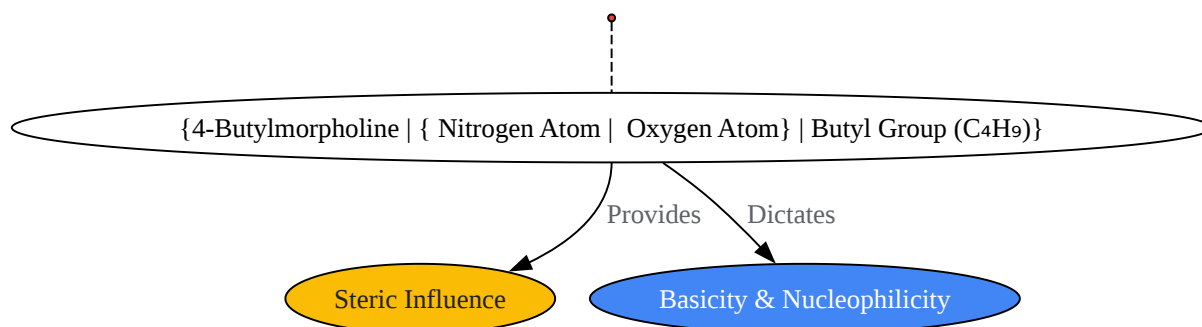 {4-Butylmorpholine | { Nitrogen Atom |  Oxygen Atom} | Butyl Group (C₄H₉)}
Provides
Dictates
Steric Influence
Basicity & Nucleophilicity